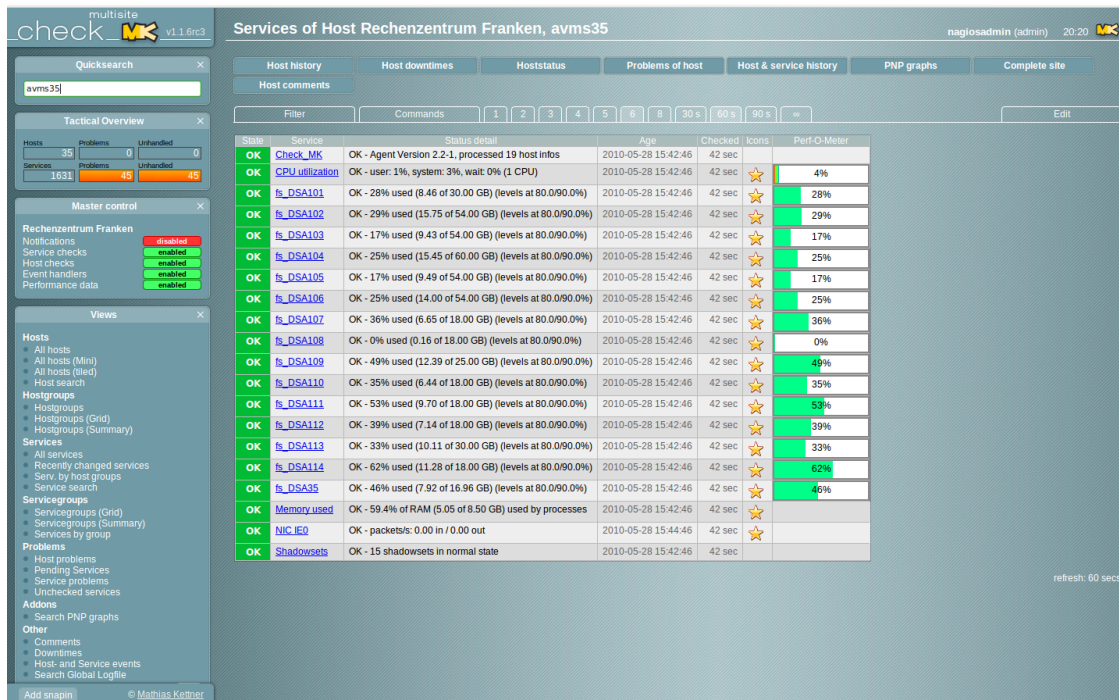 multisite
_check_ MK v1.1.6rc3
Services of Host Rechenzentrum Franken, avms35
nagiosadmin (admin) 20:20 MK
Quicksearch ×
avms35
Tactical Overview ×
Hosts Problems Unhandled
35 0 0
Services Problems Unhandled
1631 45 45
Master control ×
Rechenzentrum Franken
Notifications disabled
Service checks enabled
Host checks enabled
Event handlers enabled
Performance data enabled
Views ×
Hosts
All hosts
All hosts (Mini)
All hosts (tiled)
Host search
Hostgroups
Hostgroups
Hostgroups (Grid)
Hostgroups (Summary)
Services
All services
Recently changed services
Serv. by host groups
Service search
Servicegroups
Servicegroups (Grid)
Servicegroups (Summary)
Services by group
Problems
Host problems
Pending Services
Service problems
Unchecked services
Addons
Search PNP graphs
Other
Comments
Downtimes
Host- and Service events
Search Global Logfile
Add snapin © Mathias Kettner
Host history Host downtimes Hoststatus Problems of host Host & service history PNP graphs Complete site
Host comments
Filter Commands 1 2 3 4 5 6 8 30 s 60 s 90 s ∞ Edit
State Service Status detail Age Checked Icons Perf-O-Meter
OK Check_MK OK - Agent Version 2.2-1, processed 19 host infos 2010-05-28 15:42:46 42 sec
OK CPU utilization OK - user: 1%, system: 3%, wait: 0% (1 CPU) 2010-05-28 15:42:46 42 sec 4%
OK fs_DSA101 OK - 28% used (8.46 of 30.00 GB) (levels at 80.0/90.0%) 2010-05-28 15:42:46 42 sec 28%
OK fs_DSA102 OK - 29% used (15.75 of 54.00 GB) (levels at 80.0/90.0%) 2010-05-28 15:42:46 42 sec 29%
OK fs_DSA103 OK - 17% used (9.43 of 54.00 GB) (levels at 80.0/90.0%) 2010-05-28 15:42:46 42 sec 17%
OK fs_DSA104 OK - 25% used (15.45 of 60.00 GB) (levels at 80.0/90.0%) 2010-05-28 15:42:46 42 sec 25%
OK fs_DSA105 OK - 17% used (9.49 of 54.00 GB) (levels at 80.0/90.0%) 2010-05-28 15:42:46 42 sec 17%
OK fs_DSA106 OK - 25% used (14.00 of 54.00 GB) (levels at 80.0/90.0%) 2010-05-28 15:42:46 42 sec 25%
OK fs_DSA107 OK - 36% used (6.65 of 18.00 GB) (levels at 80.0/90.0%) 2010-05-28 15:42:46 42 sec 36%
OK fs_DSA108 OK - 0% used (0.16 of 18.00 GB) (levels at 80.0/90.0%) 2010-05-28 15:42:46 42 sec 0%
OK fs_DSA109 OK - 49% used (12.39 of 25.00 GB) (levels at 80.0/90.0%) 2010-05-28 15:42:46 42 sec 49%
OK fs_DSA110 OK - 35% used (6.44 of 18.00 GB) (levels at 80.0/90.0%) 2010-05-28 15:42:46 42 sec 35%
OK fs_DSA111 OK - 53% used (9.70 of 18.00 GB) (levels at 80.0/90.0%) 2010-05-28 15:42:46 42 sec 53%
OK fs_DSA112 OK - 39% used (7.14 of 18.00 GB) (levels at 80.0/90.0%) 2010-05-28 15:42:46 42 sec 39%
OK fs_DSA113 OK - 33% used (10.11 of 30.00 GB) (levels at 80.0/90.0%) 2010-05-28 15:42:46 42 sec 33%
OK fs_DSA114 OK - 62% used (11.28 of 18.00 GB) (levels at 80.0/90.0%) 2010-05-28 15:42:46 42 sec 62%
OK fs_DSA35 OK - 46% used (7.92 of 16.96 GB) (levels at 80.0/90.0%) 2010-05-28 15:42:46 42 sec 46%
OK Memory used OK - 59.4% of RAM (5.05 of 8.50 GB) used by processes 2010-05-28 15:42:46 42 sec
OK NIC IE0 OK - packets/s: 0.00 in / 0.00 out 2010-05-28 15:44:46 42 sec
OK Shadowsets OK - 15 shadowsets in normal state 2010-05-28 15:42:46 42 sec
refresh: 60 secs